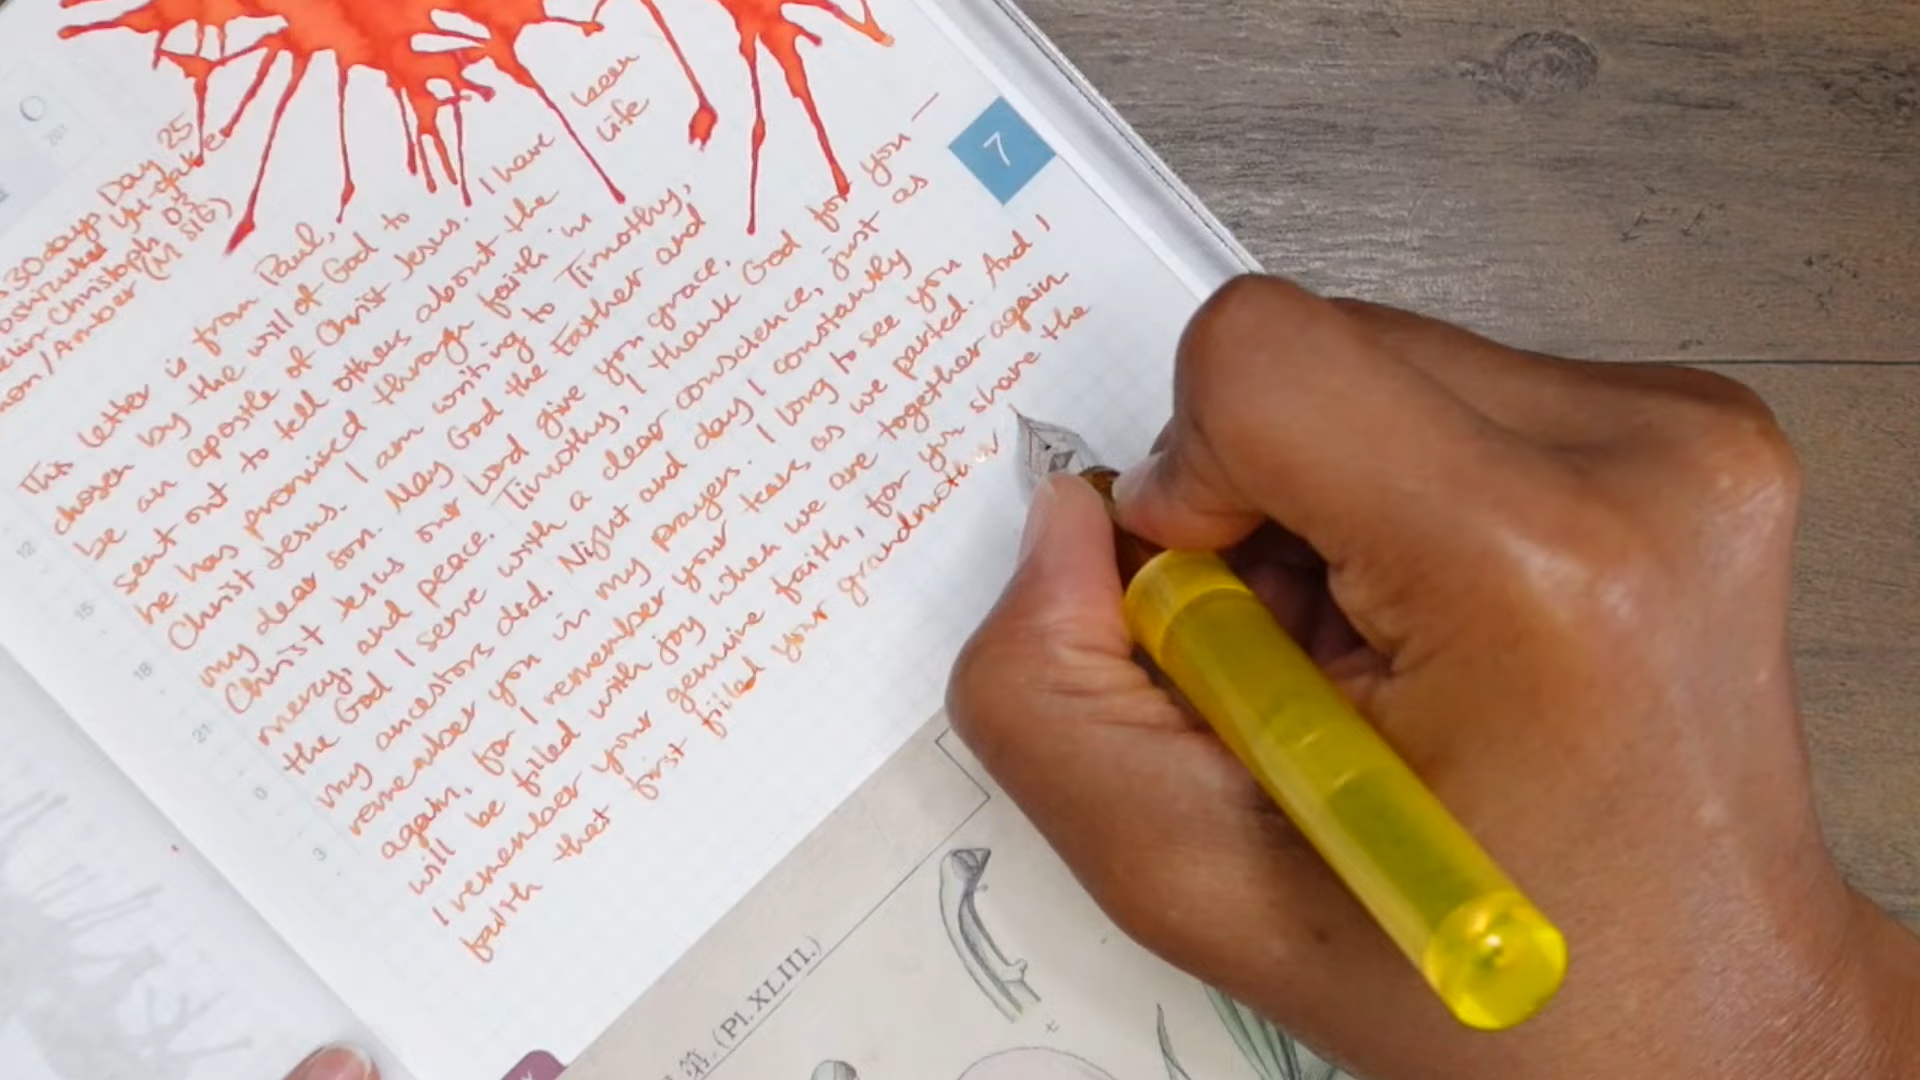 30 days Day 25
Christoph 03
Amber (M 516)
7
This letter is from Paul,
chosen by the will of God to
be an apostle of Christ Jesus. I have been
sent out to tell others about the life
he has promised through faith in
Christ Jesus. I am writing to Timothy,
my dear son. May God the Father and
Christ Jesus our Lord give you grace,
mercy, and peace. Timothy, I thank God for you —
the God I serve with a clear conscience, just as
my ancestors did. Night and day I constantly
remember you in my prayers. I long to see you
again, for I remember your tears as we parted. And I
will be filled with joy when we are together again
I remember your genuine faith, for you share the
faith that first filled your grandmother
12
15
18
21
0
3
(Pl. XLIII.)